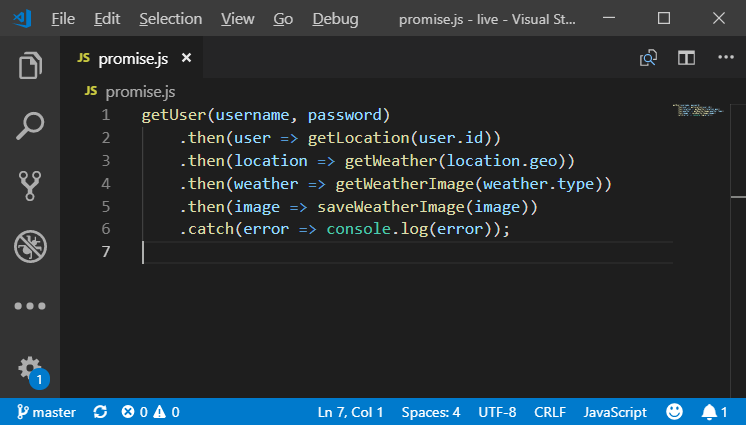 File Edit Selection View Go Debug promise.js - live - Visual St...
JS promise.js ×
JS promise.js
1 getUser(username, password)
2     .then(user => getLocation(user.id))
3     .then(location => getWeather(location.geo))
4     .then(weather => getWeatherImage(weather.type))
5     .then(image => saveWeatherImage(image))
6     .catch(error => console.log(error));
7
1
master 0 0 Ln 7, Col 1 Spaces: 4 UTF-8 CRLF JavaScript 1